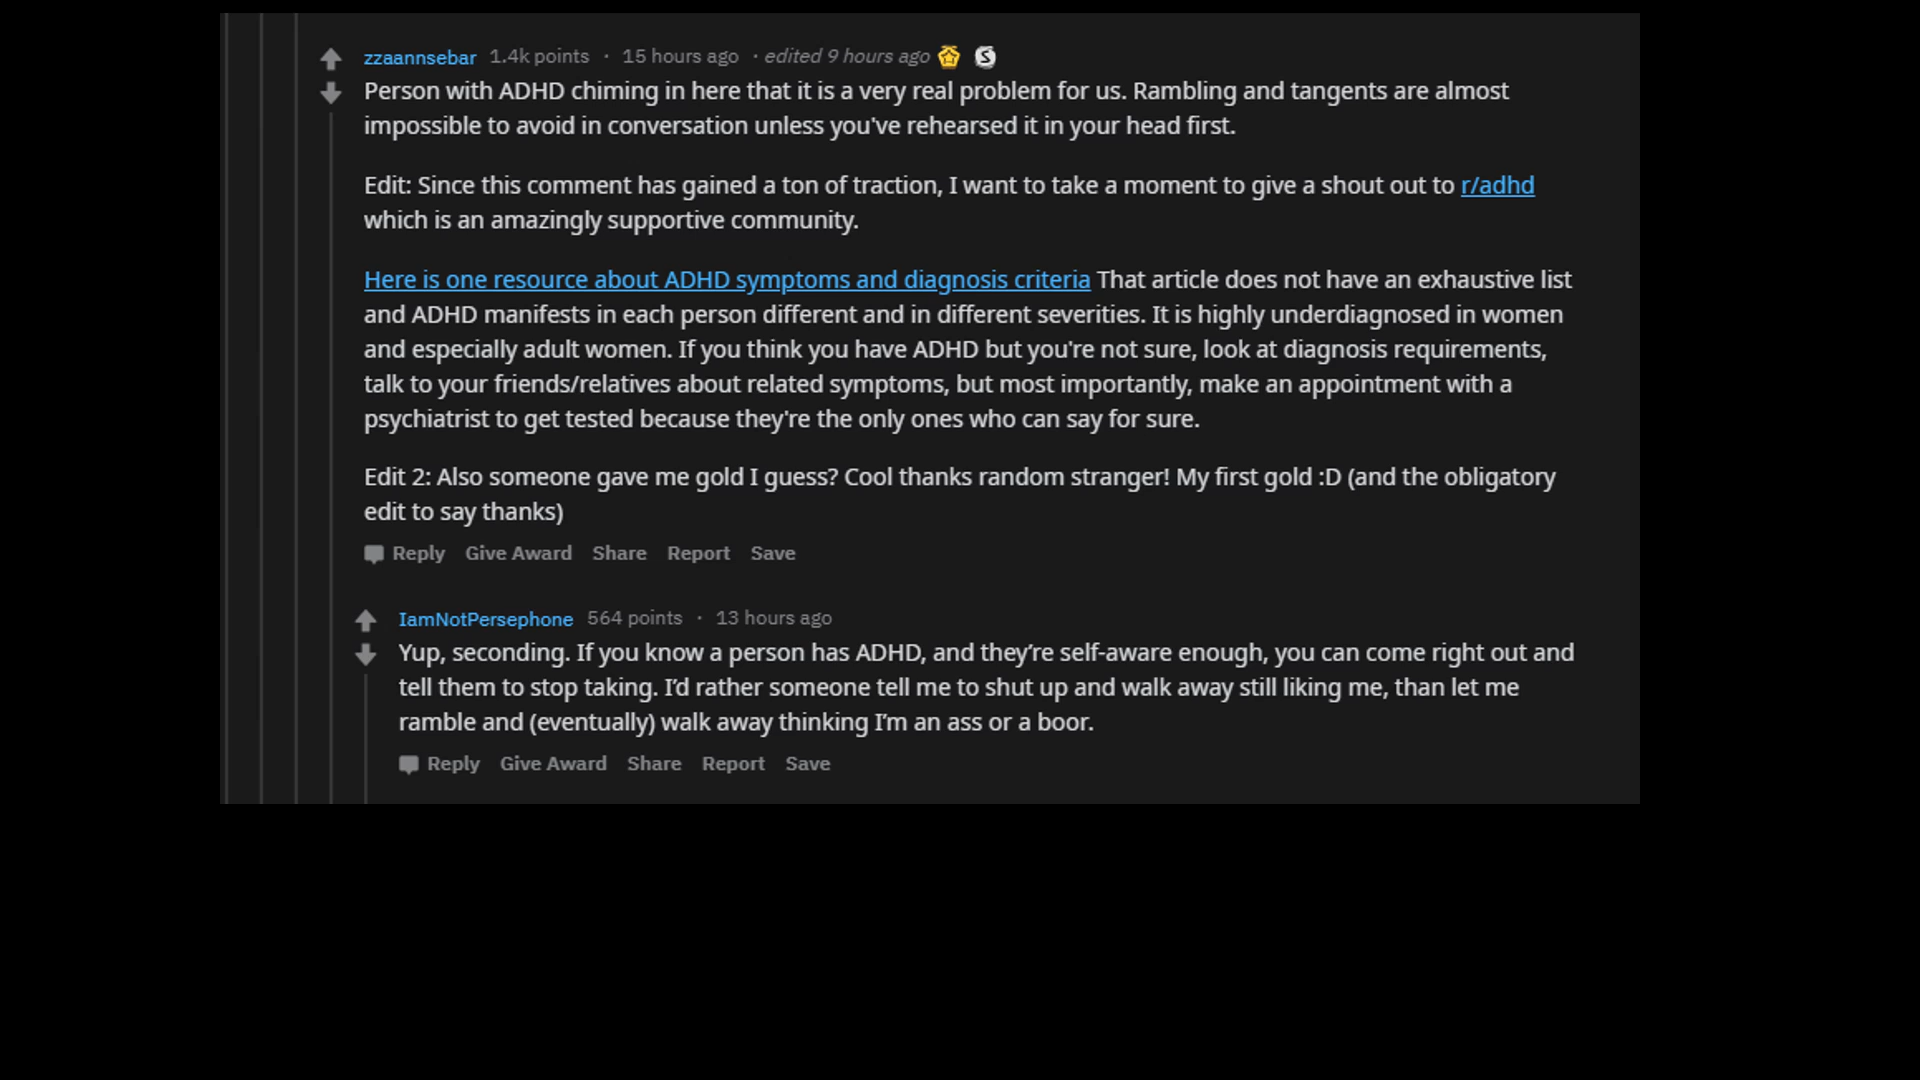 zzaannsebar 1.4k points · 15 hours ago · edited 9 hours ago S
Person with ADHD chiming in here that it is a very real problem for us. Rambling and tangents are almost
impossible to avoid in conversation unless you've rehearsed it in your head first.
Edit: Since this comment has gained a ton of traction, I want to take a moment to give a shout out to r/adhd
which is an amazingly supportive community.
Here is one resource about ADHD symptoms and diagnosis criteria That article does not have an exhaustive list
and ADHD manifests in each person different and in different severities. It is highly underdiagnosed in women
and especially adult women. If you think you have ADHD but you're not sure, look at diagnosis requirements,
talk to your friends/relatives about related symptoms, but most importantly, make an appointment with a
psychiatrist to get tested because they're the only ones who can say for sure.
Edit 2: Also someone gave me gold I guess? Cool thanks random stranger! My first gold :D (and the obligatory
edit to say thanks)
Reply Give Award Share Report Save
IamNotPersephone 564 points · 13 hours ago
Yup, seconding. If you know a person has ADHD, and they’re self-aware enough, you can come right out and
tell them to stop taking. I’d rather someone tell me to shut up and walk away still liking me, than let me
ramble and (eventually) walk away thinking I’m an ass or a boor.
Reply Give Award Share Report Save